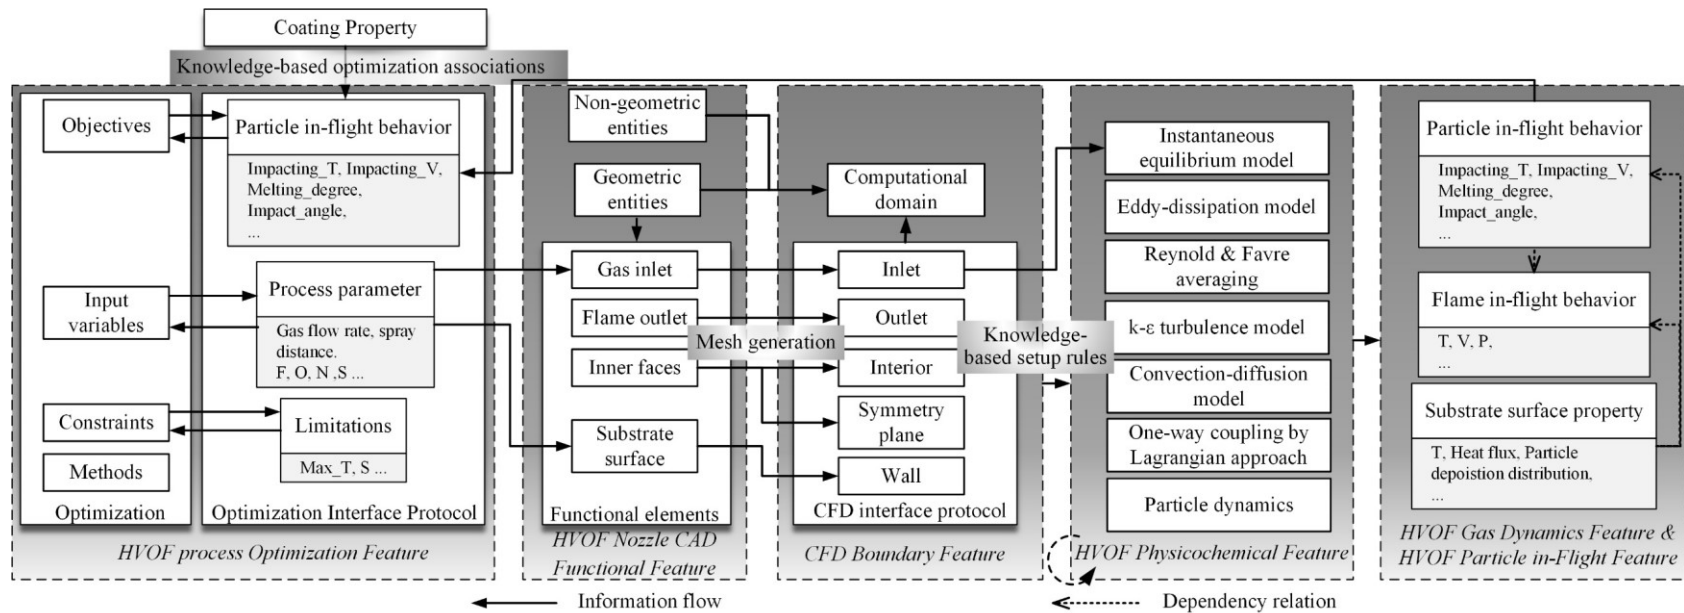 Coating Property
Knowledge-based optimization associations
Objectives
Particle in-flight behavior
Impacting_T, Impacting_V,
Melting_degree,
Impact_angle,
...
Input
variables
Process parameter
Gas flow rate, spray
distance.
F, O, N ,S ...
Constraints
Limitations
Max_T, S ...
Methods
Optimization
Optimization Interface Protocol
HVOF process Optimization Feature
Non-geometric
entities
Geometric
entities
Gas inlet
Flame outlet
Inner faces
Substrate
surface
Functional elements
HVOF Nozzle CAD
Functional Feature
Mesh generation
Computational
domain
Inlet
Outlet
Interior
Symmetry
plane
Wall
CFD interface protocol
CFD Boundary Feature
Knowledge-
based setup rules
Instantaneous
equilibrium model
Eddy-dissipation model
Reynold & Favre
averaging
k-ε turbulence model
Convection-diffusion
model
One-way coupling by
Lagrangian approach
Particle dynamics
HVOF Physicochemical Feature
Particle in-flight behavior
Impacting_T, Impacting_V,
Melting_degree,
Impact_angle,
...
Flame in-flight behavior
T, V, P,
...
Substrate surface property
T, Heat flux, Particle
depoistion distribution,
...
HVOF Gas Dynamics Feature &
HVOF Particle in-Flight Feature
Information flow
Dependency relation